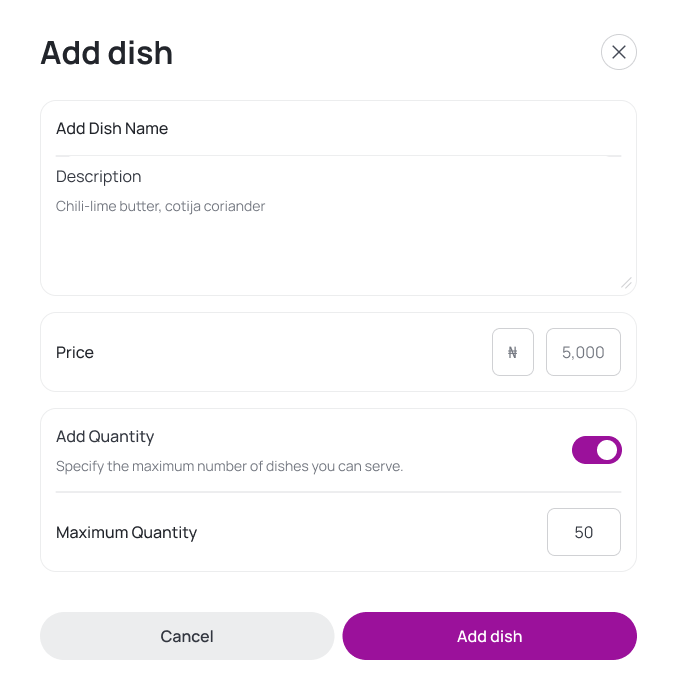 Add dish
Add Dish Name
Description
Chili-lime butter, cotija coriander
Price
₦
5,000
Add Quantity
Specify the maximum number of dishes you can serve.
Maximum Quantity
50
Cancel
Add dish